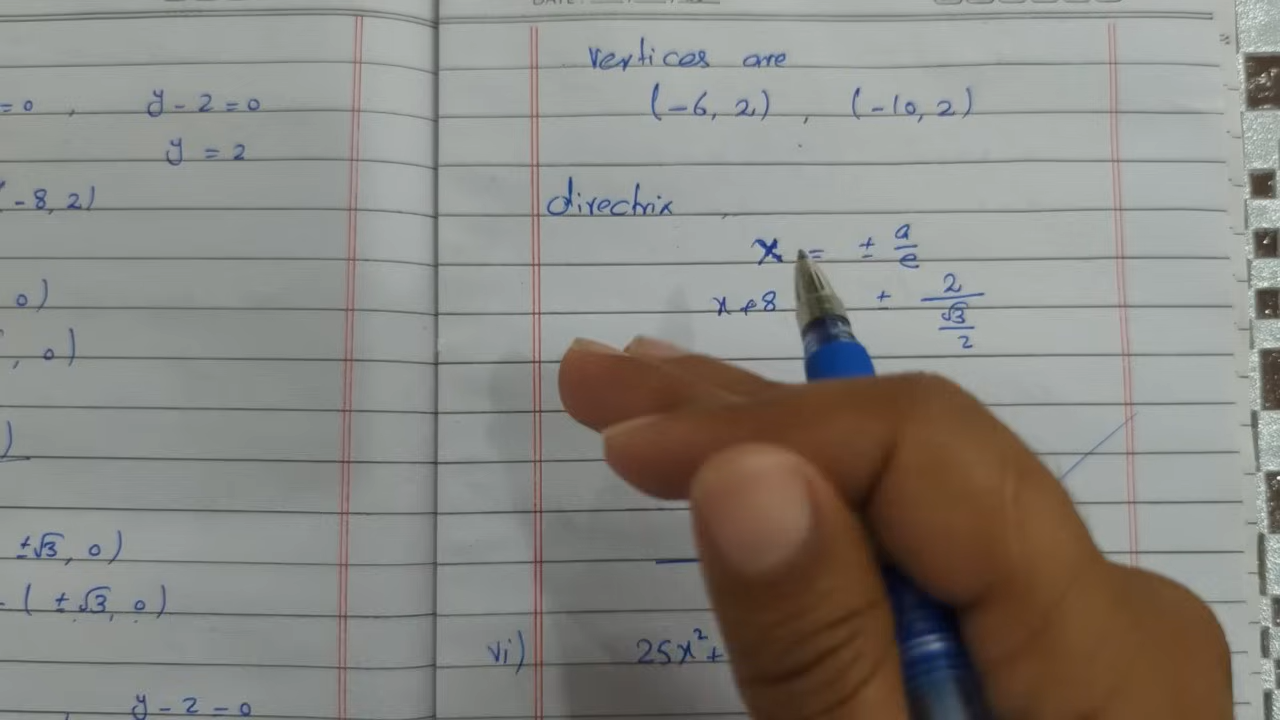 = 0 , y - 2 = 0
y = 2
(-8, 2)
0)
, 0)
)
±√3, 0)
- (±√3, 0)
, y - 2 = 0
DATE:
vertices are
(-6, 2) , (-10, 2)
directrix
X = ± a/e
x+8 ± 2/(√3/2)
vi) 25x²+